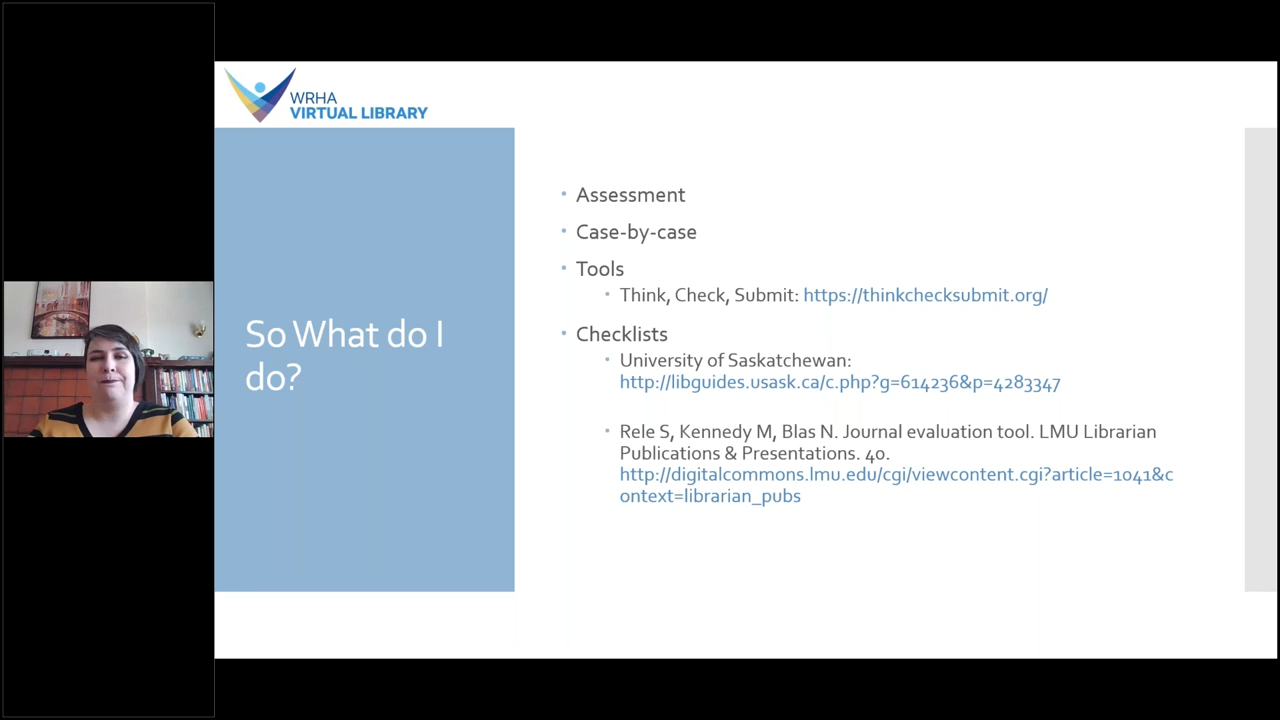 WRHA
VIRTUAL LIBRARY
So What do I
do?
Assessment
Case-by-case
Tools
Think, Check, Submit: https://thinkchecksubmit.org/
Checklists
University of Saskatchewan:
http://libguides.usask.ca/c.php?g=614236&p=4283347
Rele S, Kennedy M, Blas N. Journal evaluation tool. LMU Librarian
Publications & Presentations. 40.
http://digitalcommons.lmu.edu/cgi/viewcontent.cgi?article=1041&c
ontext=librarian_pubs